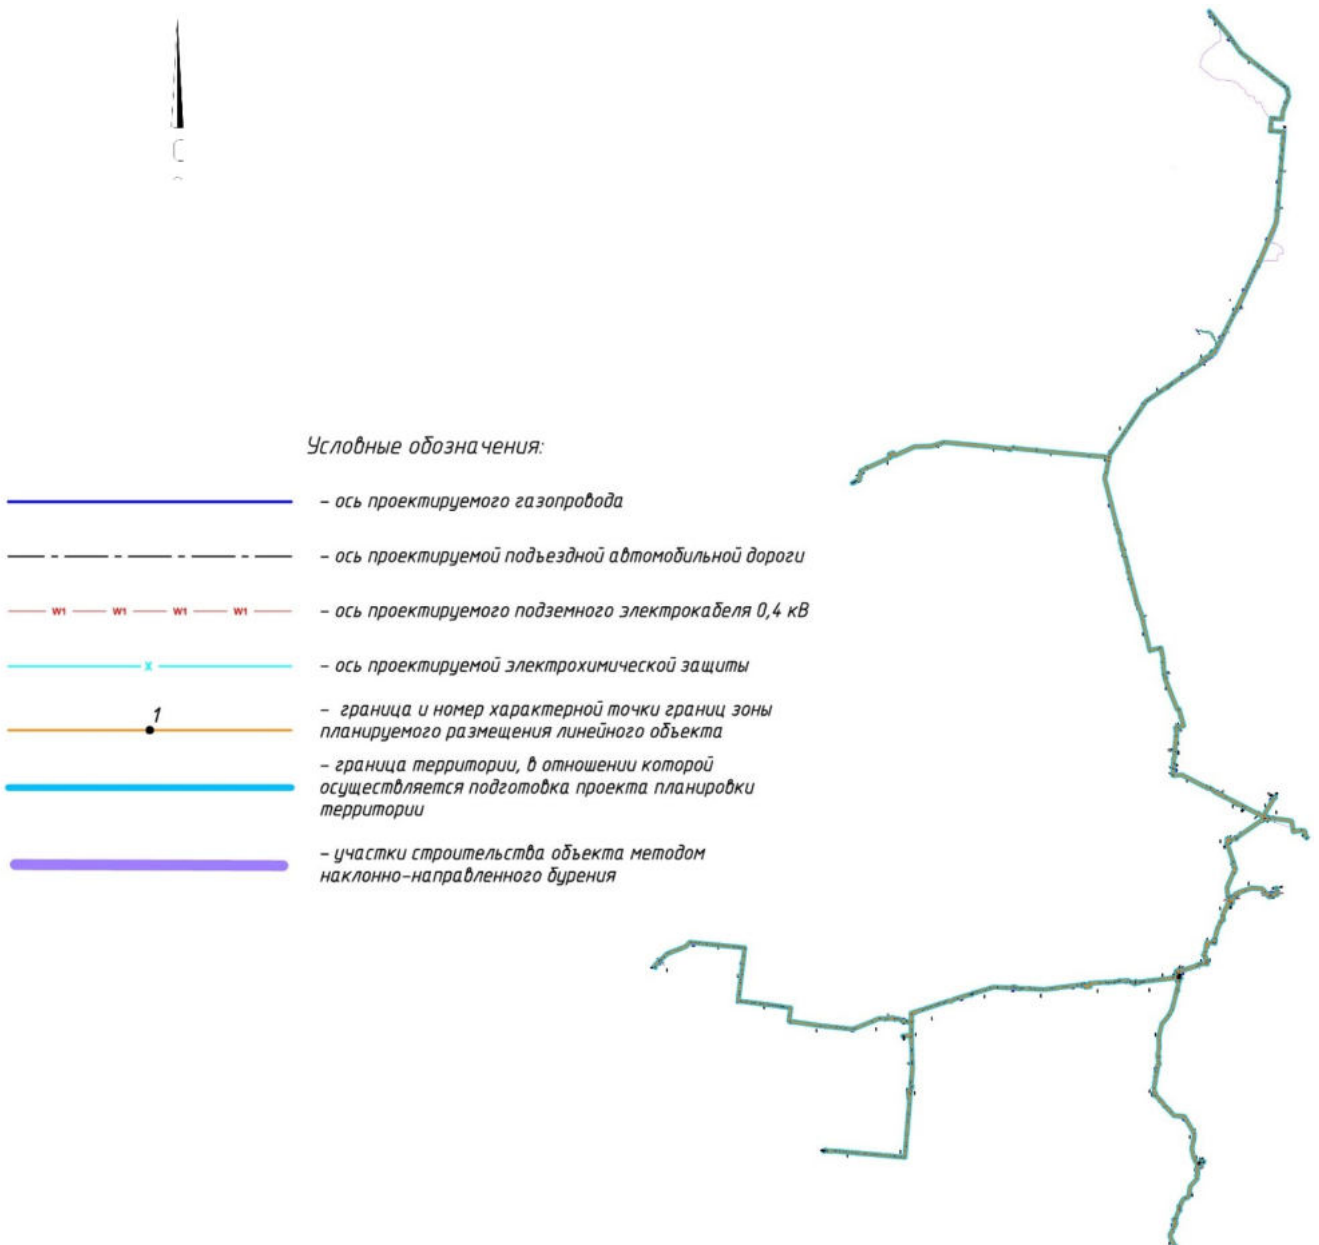 Условные обозначения:
- ось проектируемого газопровода
- ось проектируемой подъездной автомобильной дороги
W1 W1 W1 W1
- ось проектируемого подземного электрокабеля 0,4 кВ
x
- ось проектируемой электрохимической защиты
1
- граница и номер характерной точки границ зоны
планируемого размещения линейного объекта
- граница территории, в отношении которой
осуществляется подготовка проекта планировки
территории
- участки строительства объекта методом
наклонно-направленного бурения